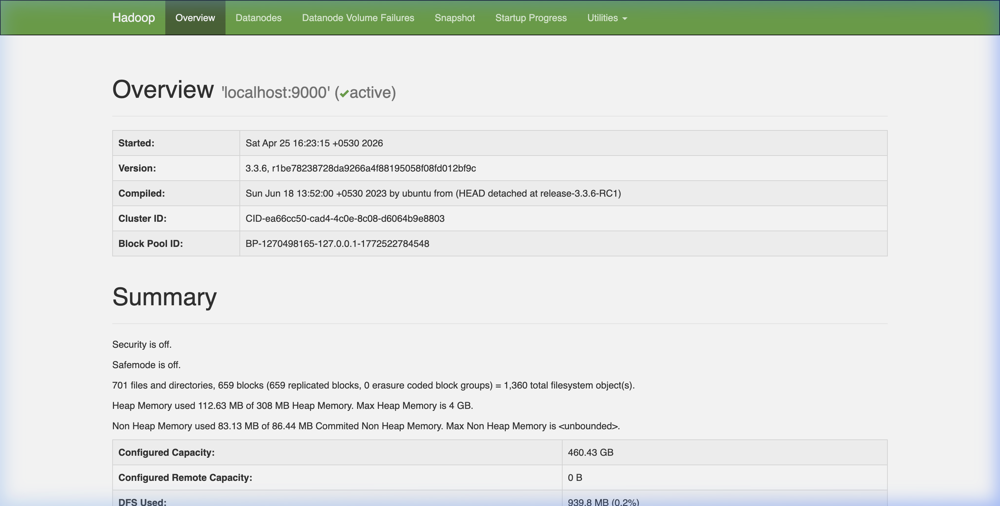 Hadoop Overview Datanodes Datanode Volume Failures Snapshot Startup Progress Utilities
Overview 'localhost:9000' (✔active)
Started: Sat Apr 25 16:23:15 +0530 2026
Version: 3.3.6, r1be78238728da9266a4f88195058f08fd012bf9c
Compiled: Sun Jun 18 13:52:00 +0530 2023 by ubuntu from (HEAD detached at release-3.3.6-RC1)
Cluster ID: CID-ea66cc50-cad4-4c0e-8c08-d6064b9e8803
Block Pool ID: BP-1270498165-127.0.0.1-1772522784548
Summary
Security is off.
Safemode is off.
701 files and directories, 659 blocks (659 replicated blocks, 0 erasure coded block groups) = 1,360 total filesystem object(s).
Heap Memory used 112.63 MB of 308 MB Heap Memory. Max Heap Memory is 4 GB.
Non Heap Memory used 83.13 MB of 86.44 MB Commited Non Heap Memory. Max Non Heap Memory is <unbounded>.
Configured Capacity: 460.43 GB
Configured Remote Capacity: 0 B
DFS Used: 939.8 MB (0.2%)